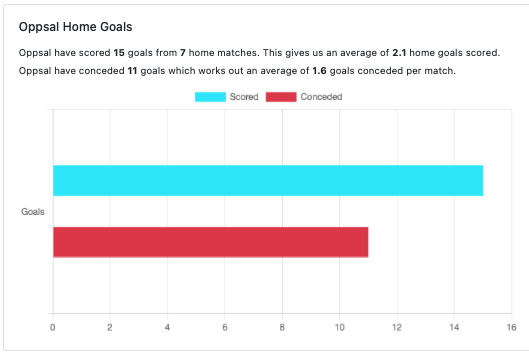 Oppsal Home Goals
Oppsal have scored 15 goals from 7 home matches. This gives us an average of 2.1 home goals scored.
Oppsal have conceded 11 goals which works out an average of 1.6 goals conceded per match.
Scored Conceded
Goals
0 2 4 6 8 10 12 14 16